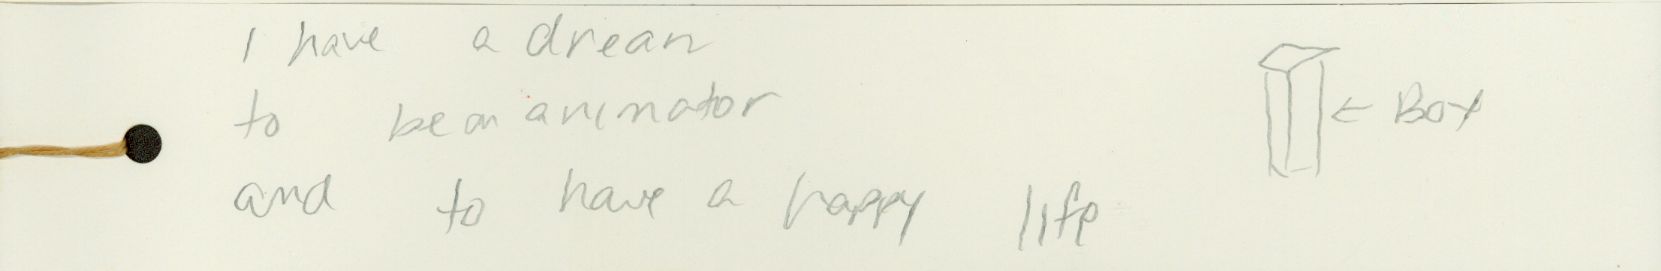 I have a drean
to be an animator
and to have a happy life
← Box